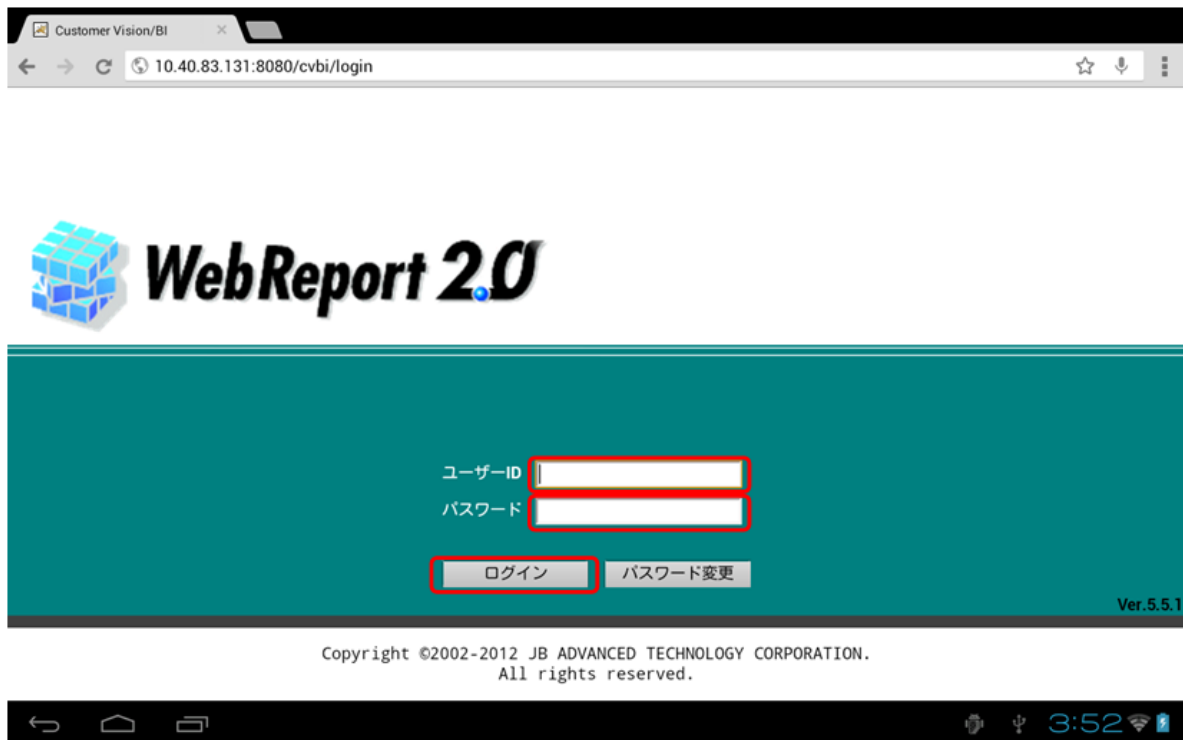 Customer Vision/BI
10.40.83.131:8080/cvbi/login
WebReport 2.0
ユーザーID
パスワード
ログイン パスワード変更
Ver.5.5.1
Copyright ©2002-2012 JB ADVANCED TECHNOLOGY CORPORATION.
All rights reserved.
3:52